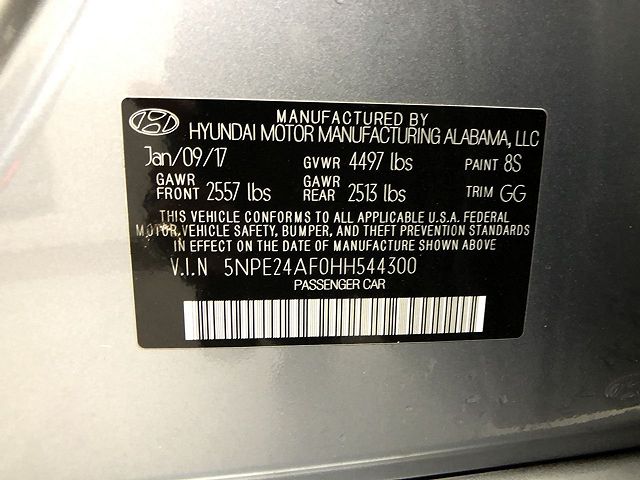 MANUFACTURED BY
HYUNDAI MOTOR MANUFACTURING ALABAMA, LLC
Jan/09/17 GVWR 4497 lbs PAINT 8S
GAWR FRONT 2557 lbs GAWR REAR 2513 lbs TRIM GG
THIS VEHICLE CONFORMS TO ALL APPLICABLE U.S.A. FEDERAL
MOTOR VEHICLE SAFETY, BUMPER, AND THEFT PREVENTION STANDARDS
IN EFFECT ON THE DATE OF MANUFACTURE SHOWN ABOVE.
V.I.N 5NPE24AF0HH544300
PASSENGER CAR